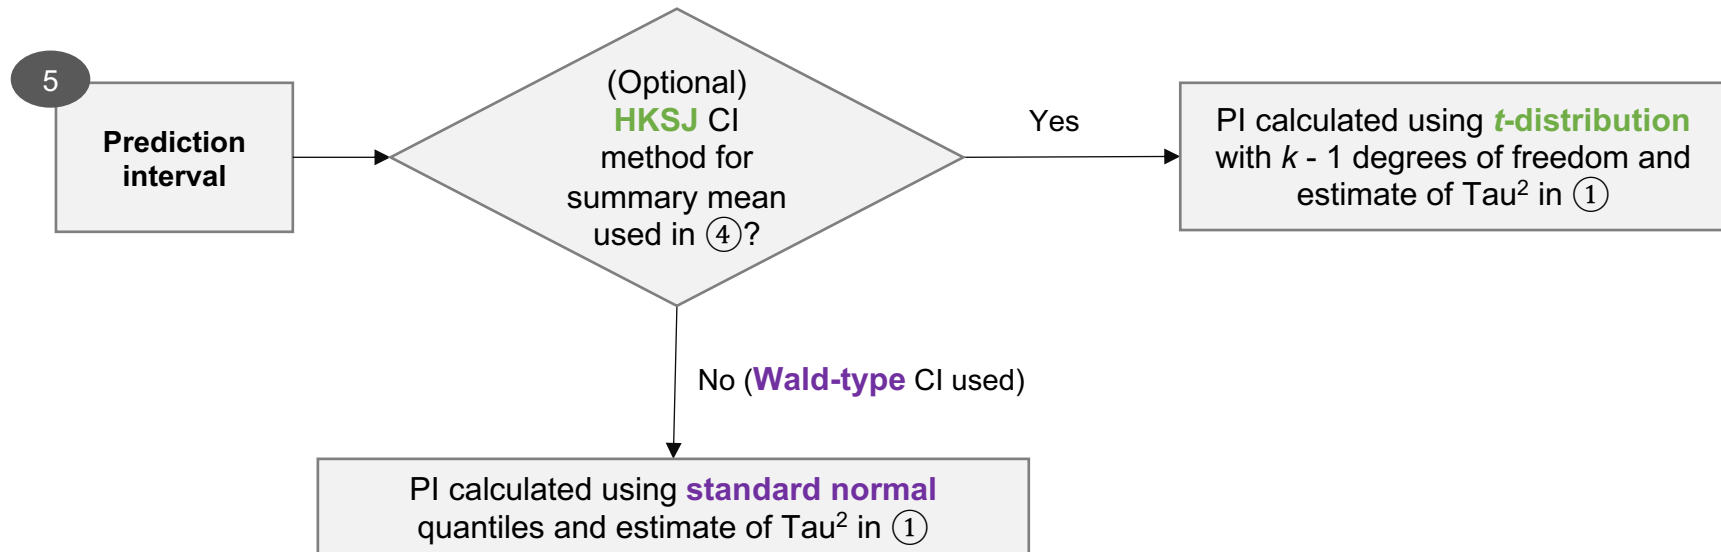 5
Prediction
interval
(Optional)
HKSJ CI
method for
summary mean
used in ④?
Yes
PI calculated using t-distribution
with k - 1 degrees of freedom and
estimate of Tau² in ①
No (Wald-type CI used)
PI calculated using standard normal
quantiles and estimate of Tau² in ①